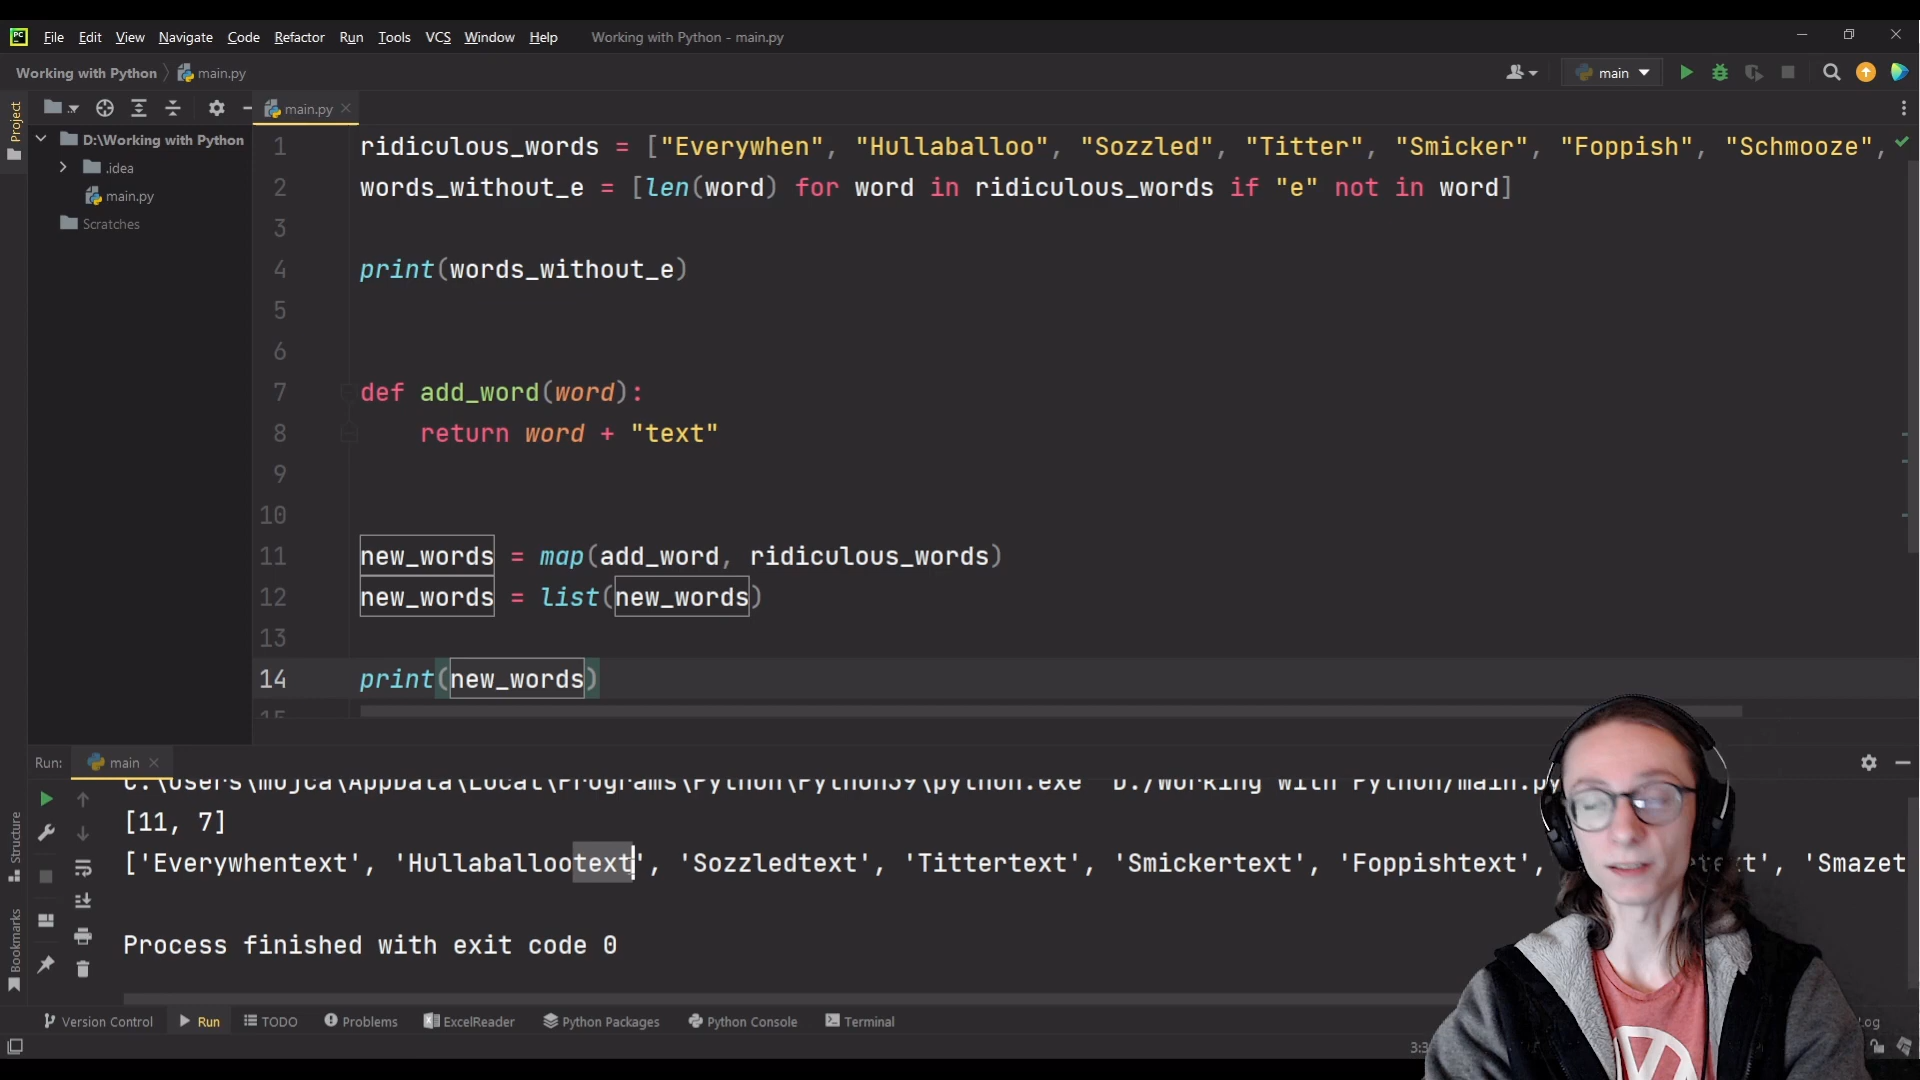 PC File Edit View Navigate Code Refactor Run Tools VCS Window Help Working with Python - main.py
Working with Python main.py main
Project
main.py
D:\Working with Python
.idea
main.py
Scratches
1 ridiculous_words = ["Everywhen", "Hullaballoo", "Sozzled", "Titter", "Smicker", "Foppish", "Schmooze",
2 words_without_e = [len(word) for word in ridiculous_words if "e" not in word]
3
4 print(words_without_e)
5
6
7 def add_word(word):
8 return word + "text"
9
10
11 new_words = map(add_word, ridiculous_words)
12 new_words = list(new_words)
13
14 print(new_words)
15
Run: main
C:\Users\mojca\AppData\Local\Programs\Python\Python39\python.exe "D:/Working with Python/main.py
[11, 7]
['Everywhentext', 'Hullaballootext', 'Sozzledtext', 'Tittertext', 'Smickertext', 'Foppishtext', 'Smazet
Process finished with exit code 0
Structure
Bookmarks
Version Control Run TODO Problems ExcelReader Python Packages Python Console Terminal